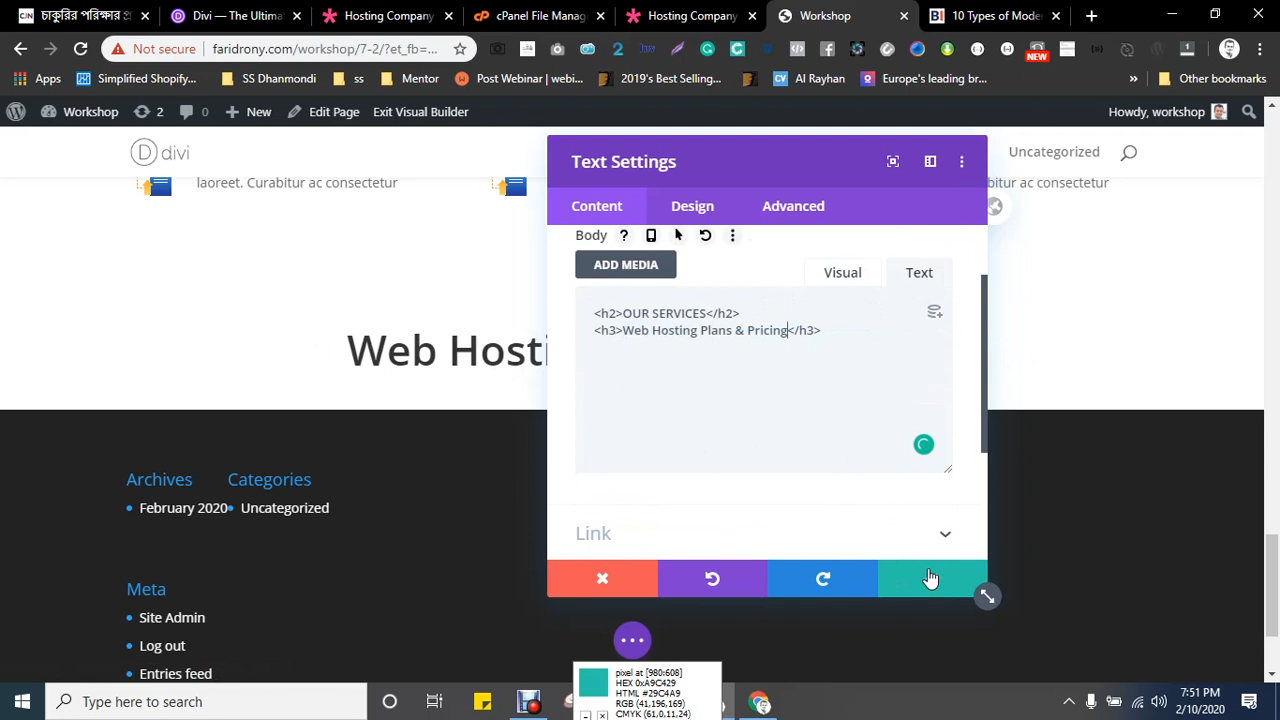 চাকুরির পরিক্ষার প্র
Divi — The Ultima
Hosting Company
cPanel File Manag
Hosting Company
Workshop
10 Types of Moder
Not secure
faridrony.com/workshop/7-2/?et_fb=...
NEW
Apps
Simplified Shopify...
SS Dhanmondi
ss
Mentor
Post Webinar | webi...
2019's Best Selling...
Al Rayhan
Europe's leading br...
Other bookmarks
Workshop
2
0
New
Edit Page
Exit Visual Builder
Howdy, workshop
divi
Uncategorized
laoreet. Curabitur ac consectetur
bitur ac consectetur
Text Settings
Content
Design
Advanced
Body
ADD MEDIA
Visual
Text
<h2>OUR SERVICES</h2>
<h3>Web Hosting Plans & Pricing</h3>
Web Hosti
Link
Archives
Categories
February 2020
Uncategorized
Meta
Site Admin
Log out
Entries feed
pixel at [980:608]
HEX 0xA9C429
HTML #29C4A9
RGB (41,196,169)
CMYK (61,0,11,24)
Type here to search
7:51 PM
2/10/2020